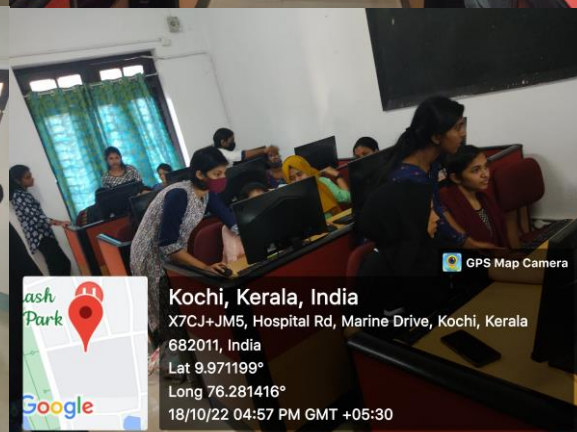 GPS Map Camera
ash
Park
Google
Kochi, Kerala, India
X7CJ+JM5, Hospital Rd, Marine Drive, Kochi, Kerala
682011, India
Lat 9.971199°
Long 76.281416°
18/10/22 04:57 PM GMT +05:30